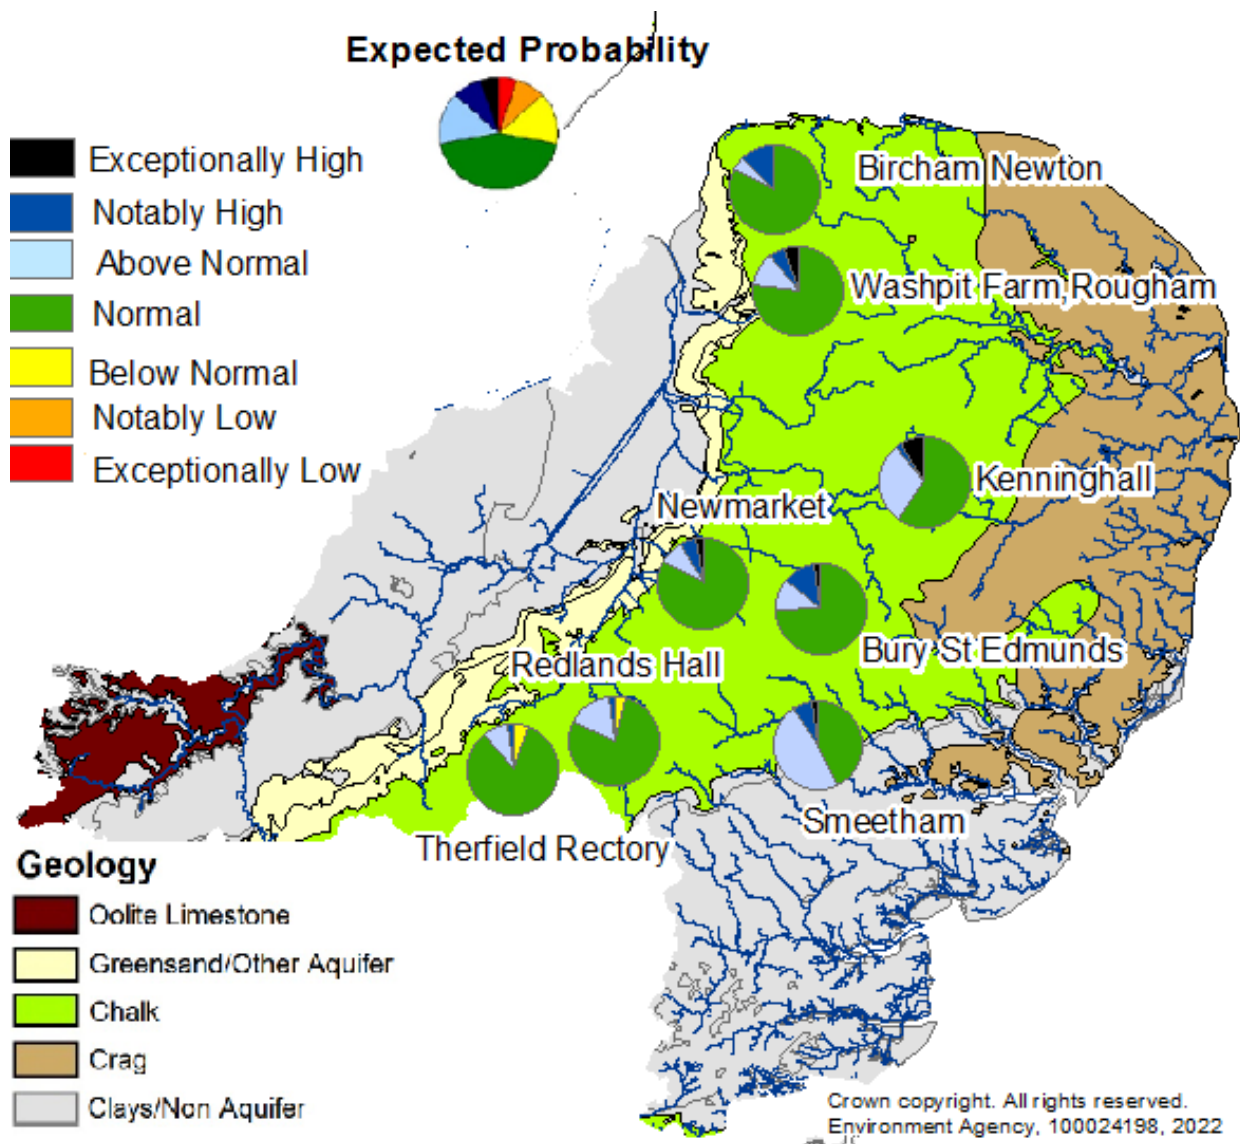 Expected Probability
Exceptionally High
Notably High
Above Normal
Normal
Below Normal
Notably Low
Exceptionally Low
Bircham Newton
Washpit Farm,Rougham
Kenninghall
Newmarket
Bury St Edmunds
Redlands Hall
Smeetham
Therfield Rectory
Geology
Oolite Limestone
Greensand/Other Aquifer
Chalk
Crag
Clays/Non Aquifer
Crown copyright. All rights reserved.
Environment Agency, 100024198, 2022